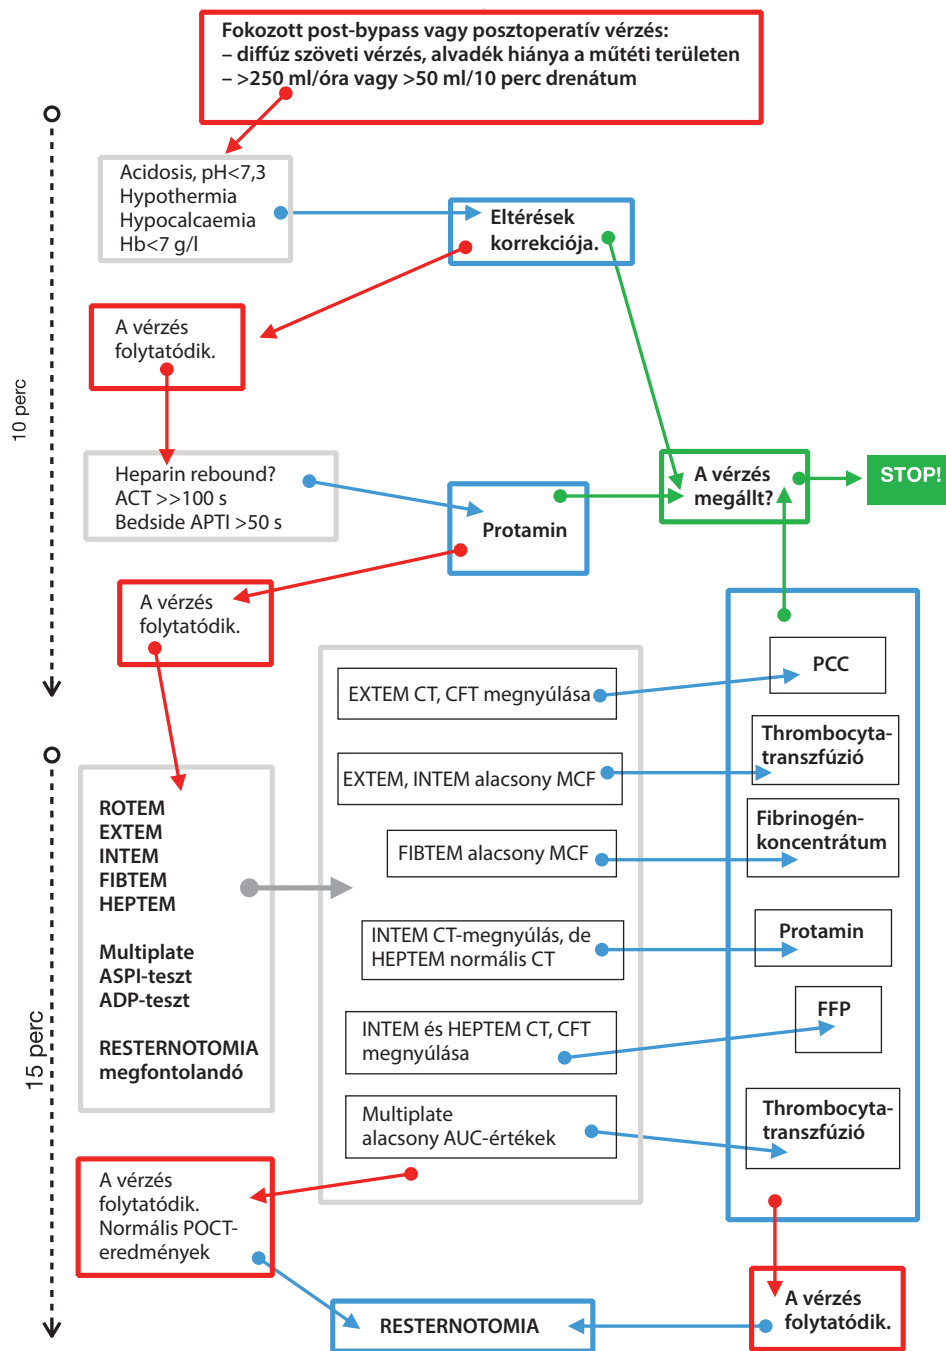 Fokozott post-bypass vagy posztoperatív vérzés:
– diffúz szöveti vérzés, alvadék hiánya a műtéti területen
– >250 ml/óra vagy >50 ml/10 perc drenátum
10 perc
Acidosis, pH<7,3
Hypothermia
Hypocalcaemia
Hb<7 g/l
Eltérések
korrekciója.
A vérzés
folytatódik.
Heparin rebound?
ACT >>100 s
Bedside APTI >50 s
Protamin
A vérzés
megállt?
STOP!
A vérzés
folytatódik.
15 perc
ROTEM
EXTEM
INTEM
FIBTEM
HEPTEM
Multiplate
ASPI-teszt
ADP-teszt
RESTERNOTOMIA
megfontolandó
EXTEM CT, CFT megnyúlása
PCC
EXTEM, INTEM alacsony MCF
Thrombocyta-
transzfúzió
FIBTEM alacsony MCF
Fibrinogén-
koncentrátum
INTEM CT-megnyúlás, de
HEPTEM normális CT
Protamin
INTEM és HEPTEM CT, CFT
megnyúlása
FFP
Multiplate
alacsony AUC-értékek
Thrombocyta-
transzfúzió
A vérzés
folytatódik.
Normális POCT-
eredmények
RESTERNOTOMIA
A vérzés
folytatódik.